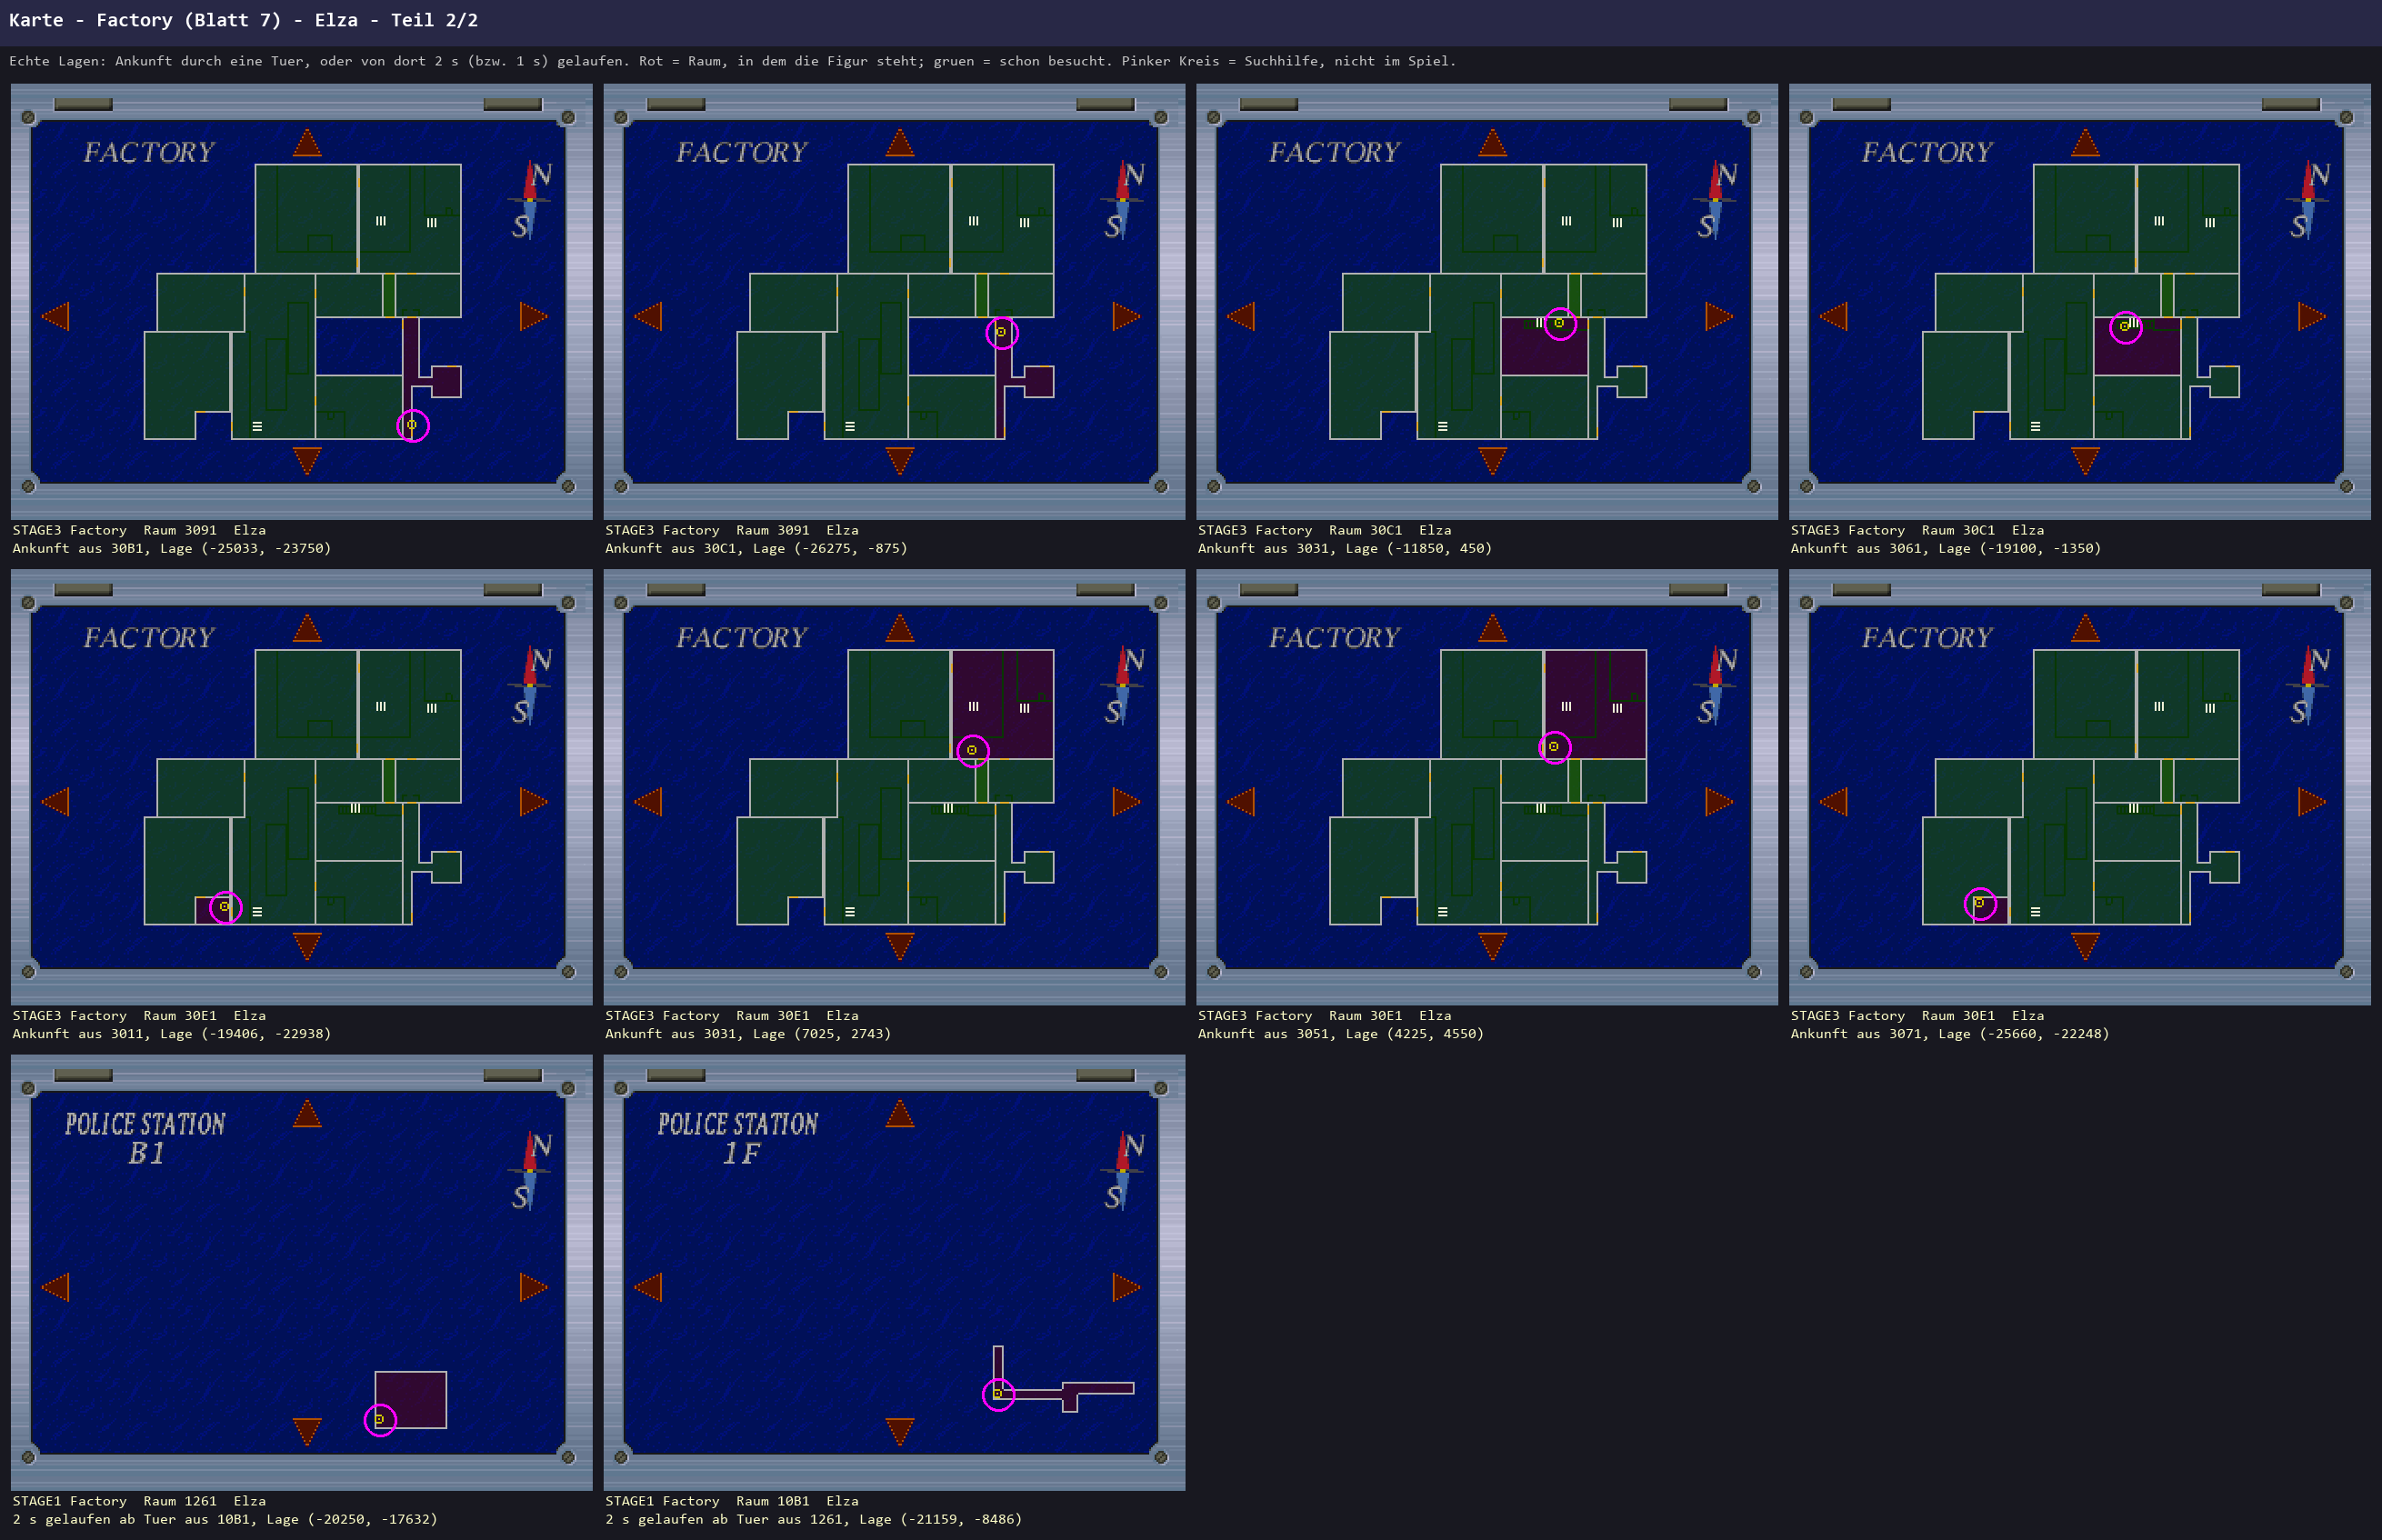 Karte - Factory (Blatt 7) - Elza - Teil 2/2
Echte Lagen: Ankunft durch eine Tuer, oder von dort 2 s (bzw. 1 s) gelaufen. Rot = Raum, in dem die Figur steht; gruen = schon besucht. Pinker Kreis = Suchhilfe, nicht im Spiel.
FACTORY
N
S
STAGE3 Factory Raum 3091 Elza
Ankunft aus 30B1, Lage (-25033, -23750)
FACTORY
N
S
STAGE3 Factory Raum 3091 Elza
Ankunft aus 30C1, Lage (-26275, -875)
FACTORY
N
S
STAGE3 Factory Raum 30C1 Elza
Ankunft aus 3031, Lage (-11850, 450)
FACTORY
N
S
STAGE3 Factory Raum 30C1 Elza
Ankunft aus 3061, Lage (-19100, -1350)
FACTORY
N
S
STAGE3 Factory Raum 30E1 Elza
Ankunft aus 3011, Lage (-19406, -22938)
FACTORY
N
S
STAGE3 Factory Raum 30E1 Elza
Ankunft aus 3031, Lage (7025, 2743)
FACTORY
N
S
STAGE3 Factory Raum 30E1 Elza
Ankunft aus 3051, Lage (4225, 4550)
FACTORY
N
S
STAGE3 Factory Raum 30E1 Elza
Ankunft aus 3071, Lage (-25660, -22248)
POLICE STATION
B1
N
S
STAGE1 Factory Raum 1261 Elza
2 s gelaufen ab Tuer aus 10B1, Lage (-20250, -17632)
POLICE STATION
1F
N
S
STAGE1 Factory Raum 10B1 Elza
2 s gelaufen ab Tuer aus 1261, Lage (-21159, -8486)